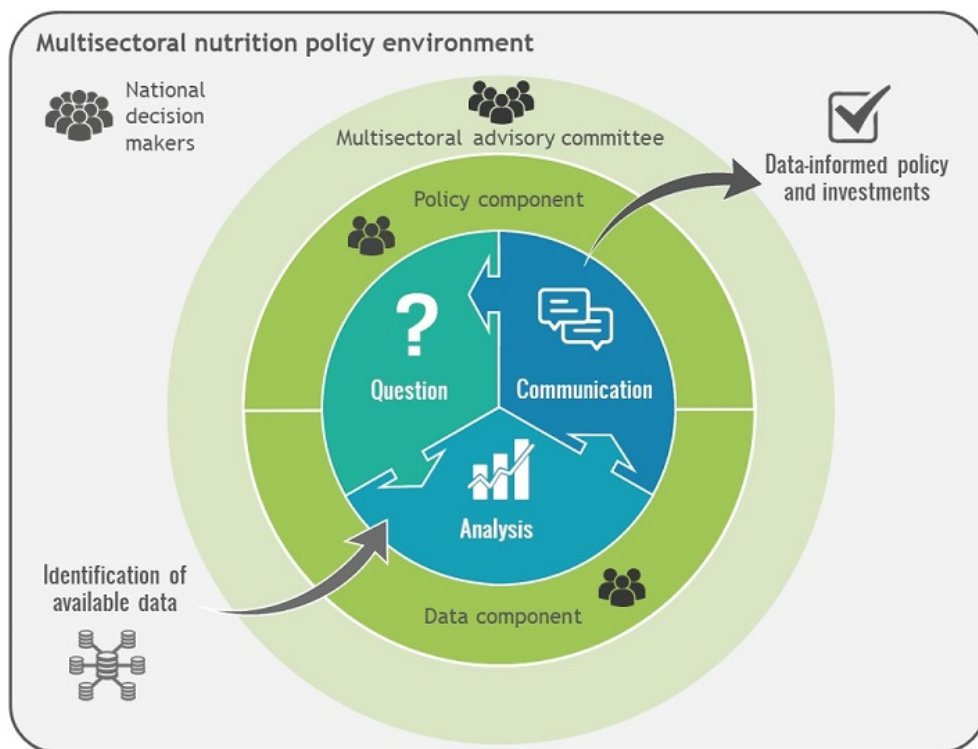 Multisectoral nutrition policy environment
National
decision
makers
Multisectoral advisory committee
Data-informed policy
and investments
Policy component
?
Question
Communication
Analysis
Identification of
available data
Data component